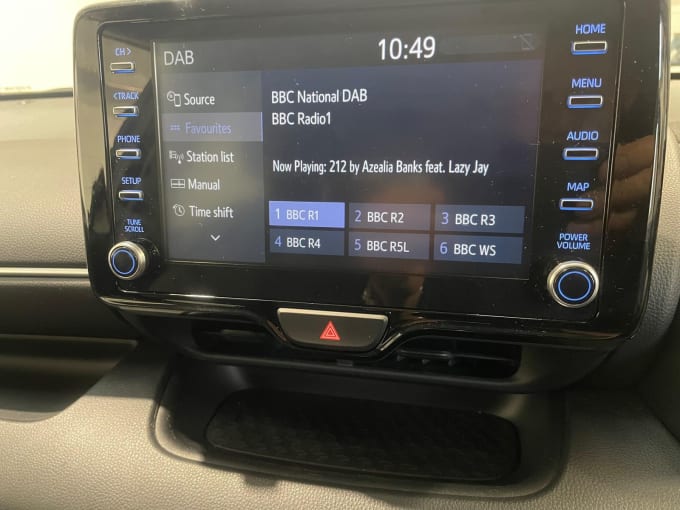 DAB
10:49
CH >
< TRACK
PHONE
SETUP
TUNE
SCROLL
Source
Favourites
Station list
Manual
Time shift
BBC National DAB
BBC Radio1
Now Playing: 212 by Azealia Banks feat. Lazy Jay
1 BBC R1
2 BBC R2
3 BBC R3
4 BBC R4
5 BBC R5L
6 BBC WS
HOME
MENU
AUDIO
MAP
POWER
VOLUME